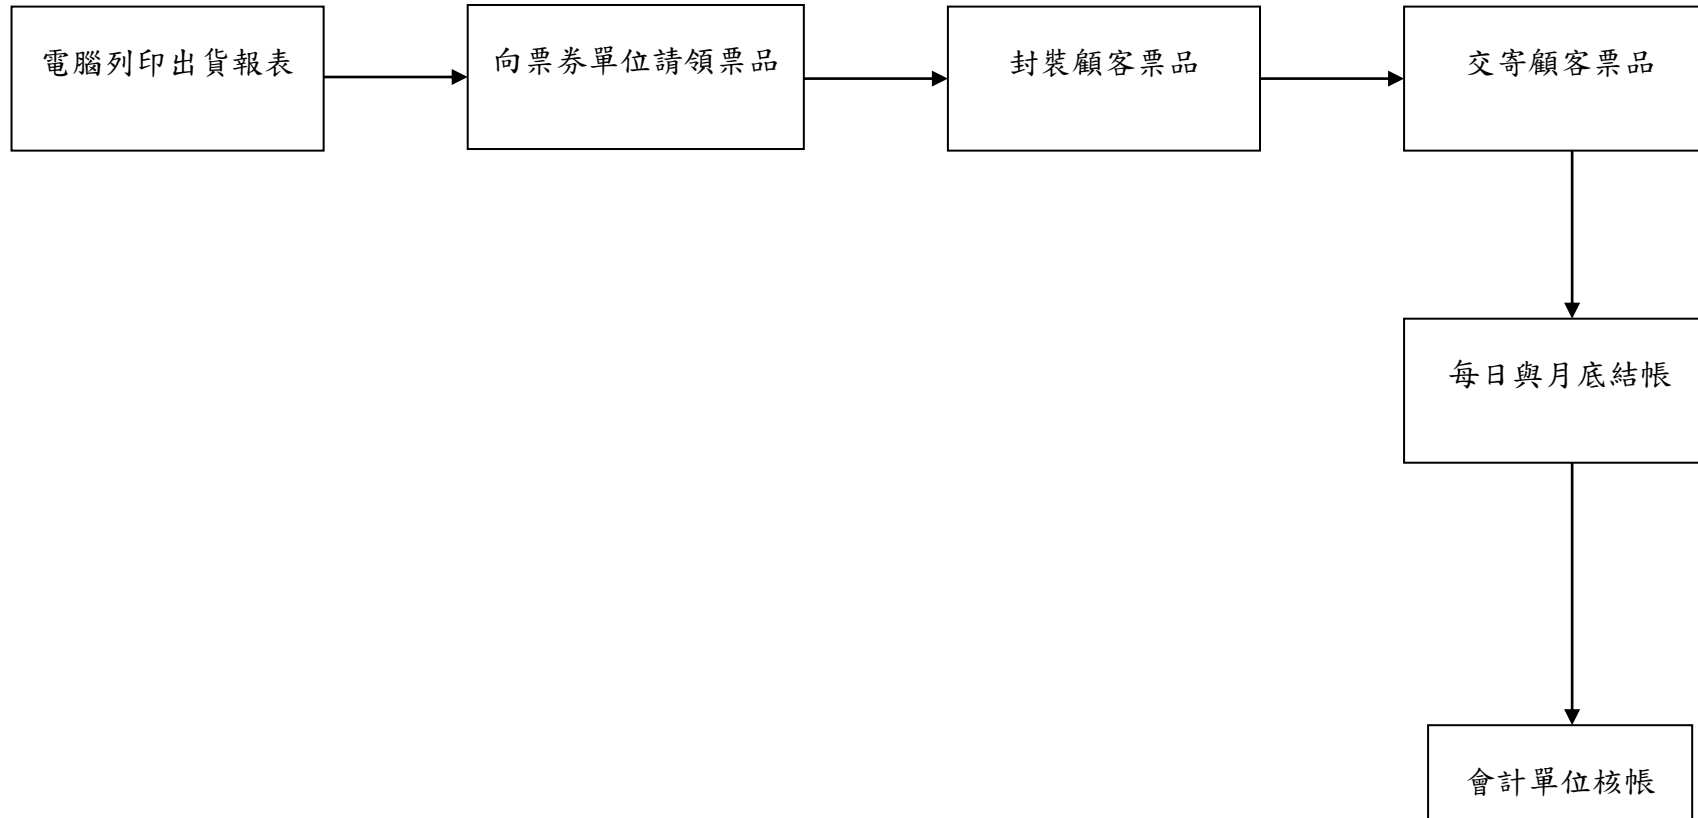 電腦列印出貨報表
向票券單位請領票品
封裝顧客票品
交寄顧客票品
每日與月底結帳
會計單位核帳